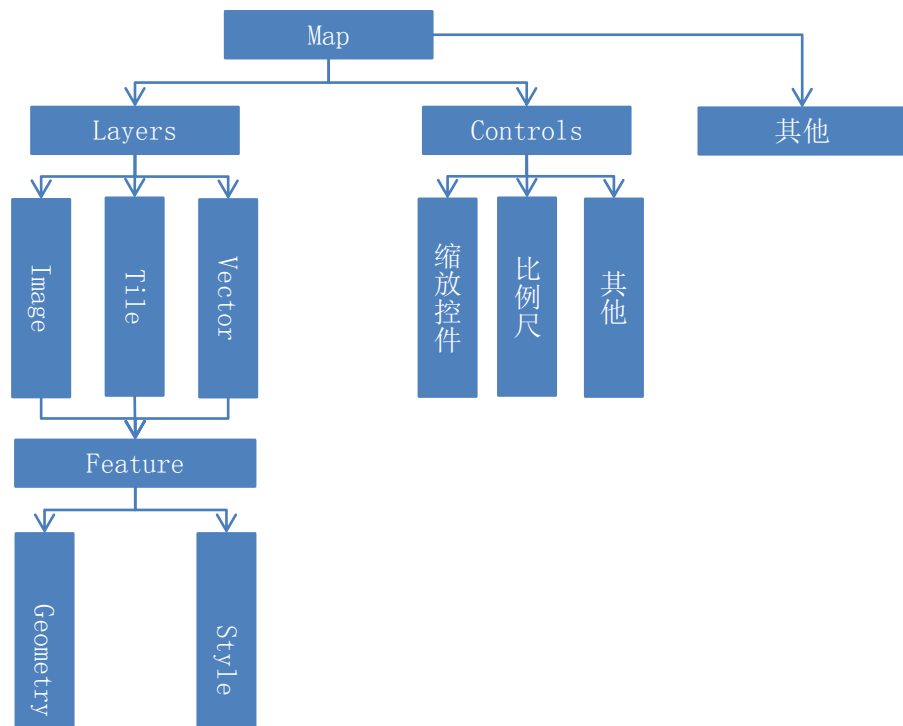 Map
Layers
Controls
其他
Image
Tile
Vector
缩放控件
比例尺
其他
Feature
Geometry
Style